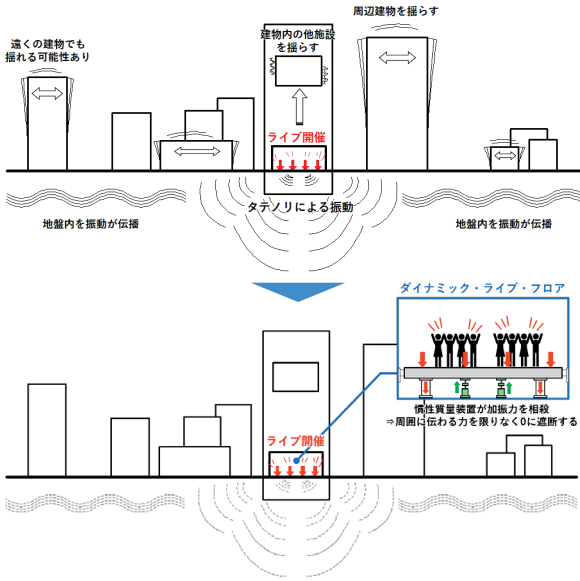 周辺建物を揺らす
遠くの建物でも
揺れる可能性あり
建物内の他施設
を揺らす
ライブ開催
タテノリによる振動
地盤内を振動が伝播
地盤内を振動が伝播
ダイナミック・ライブ・フロア
慣性質量装置が加振力を相殺
⇒周囲に伝わる力を限りなく0に遮断する
ライブ開催